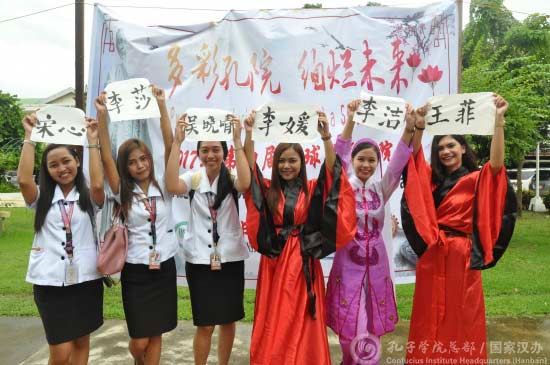 多彩孔院 绚烂未来
宋心
李莎
吴晓倩
李媛
李洁
王菲
孔子学院总部/国家汉办
Confucius Institute Headquarters (Hanban)